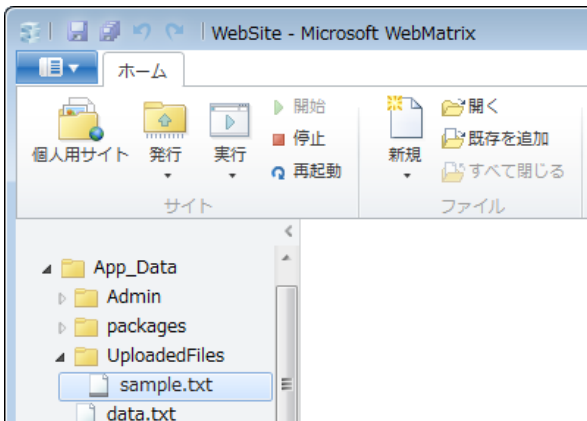 WebSite - Microsoft WebMatrix
ホーム
個人用サイト
発行
実行
開始
停止
再起動
サイト
新規
開く
既存を追加
すべて閉じる
ファイル
App_Data
Admin
packages
UploadedFiles
sample.txt
data.txt